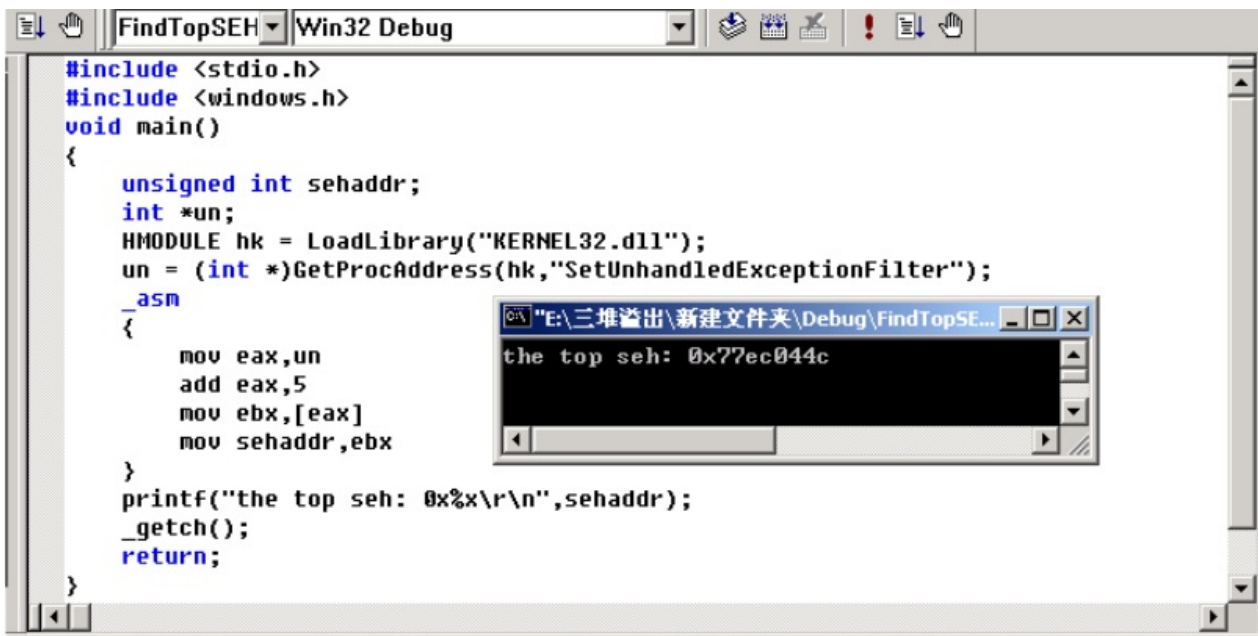 FindTopSEH Win32 Debug
#include <stdio.h>
#include <windows.h>
void main()
{
unsigned int sehaddr;
int *un;
HMODULE hk = LoadLibrary("KERNEL32.dll");
un = (int *)GetProcAddress(hk,"SetUnhandledExceptionFilter");
_asm
{
mov eax,un
add eax,5
mov ebx,[eax]
mov sehaddr,ebx
}
printf("the top seh: 0x%x\r\n",sehaddr);
_getch();
return;
}
"E:\三堆溢出\新建文件夹\Debug\FindTopSE...
the top seh: 0x77ec044c